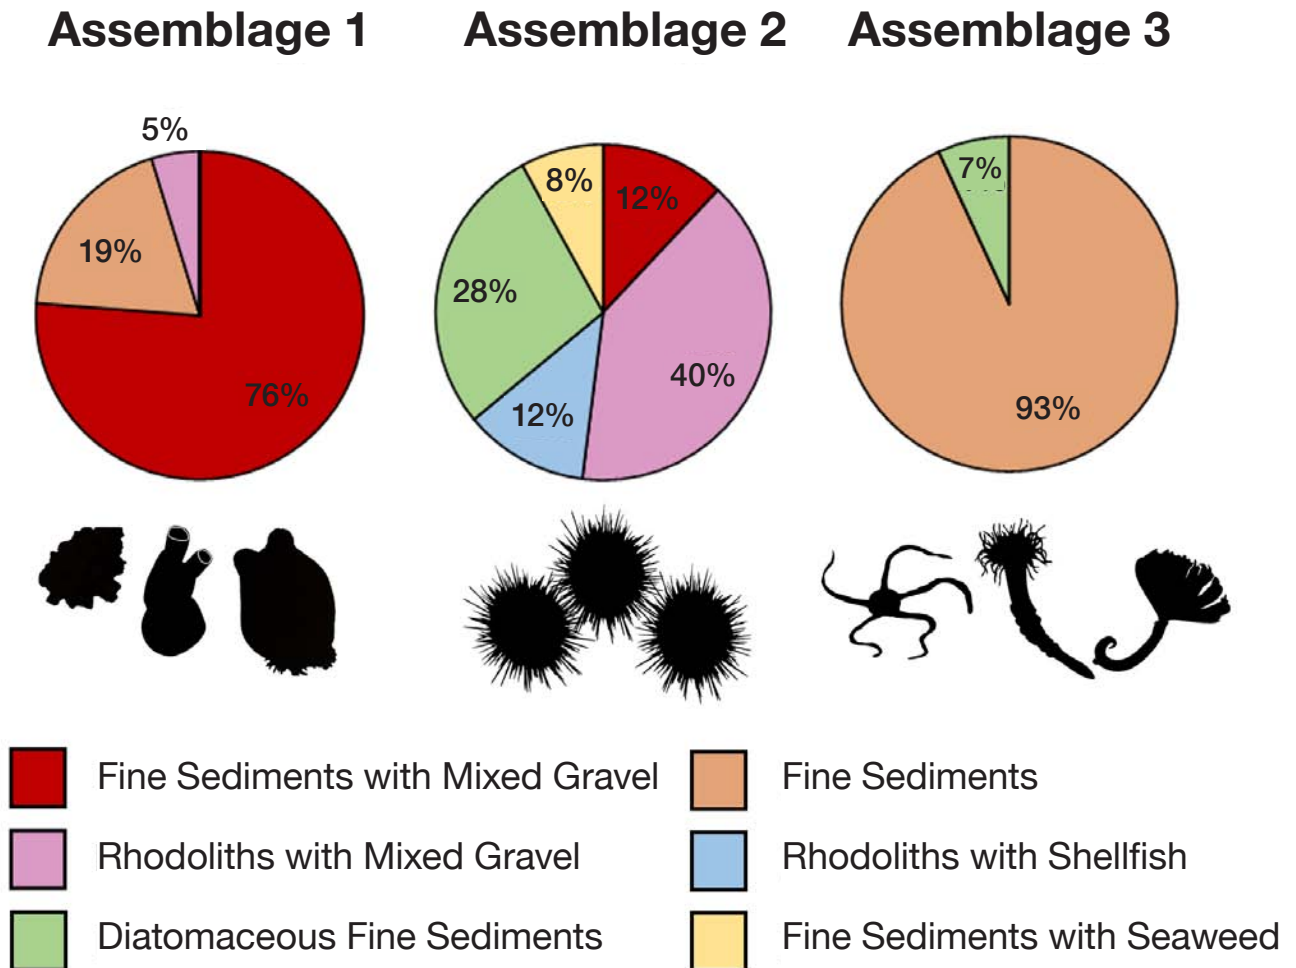 Assemblage 1
Assemblage 2
Assemblage 3
5%
19%
76%
8%
12%
28%
40%
12%
7%
93%
Fine Sediments with Mixed Gravel
Fine Sediments
Rhodoliths with Mixed Gravel
Rhodoliths with Shellfish
Diatomaceous Fine Sediments
Fine Sediments with Seaweed